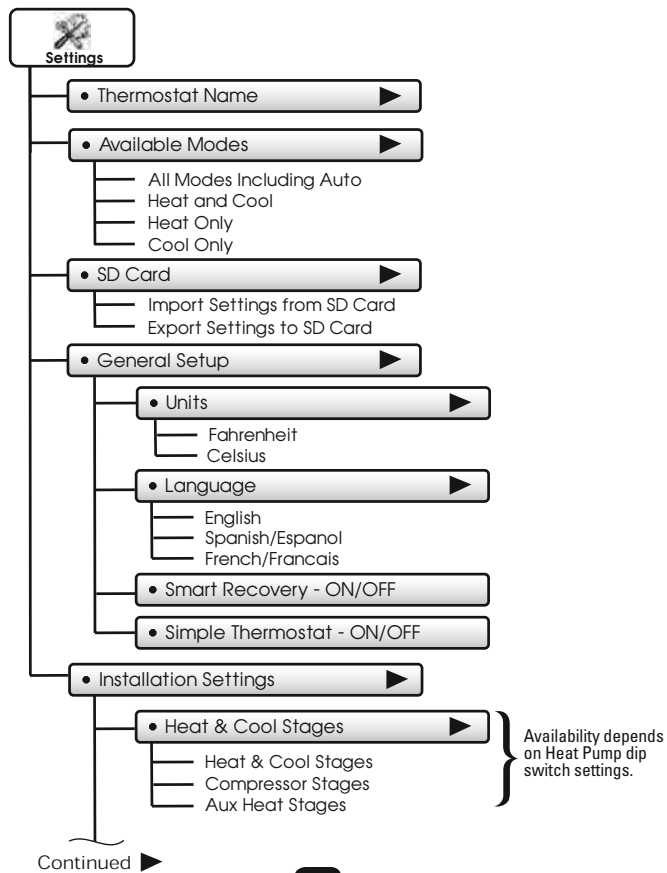 Settings
• Thermostat Name
• Available Modes
All Modes Including Auto
Heat and Cool
Heat Only
Cool Only
• SD Card
Import Settings from SD Card
Export Settings to SD Card
• General Setup
• Units
Fahrenheit
Celsius
• Language
English
Spanish/Espanol
French/Francais
• Smart Recovery - ON/OFF
• Simple Thermostat - ON/OFF
• Installation Settings
• Heat & Cool Stages
Heat & Cool Stages
Compressor Stages
Aux Heat Stages
Availability depends
on Heat Pump dip
switch settings.
Continued